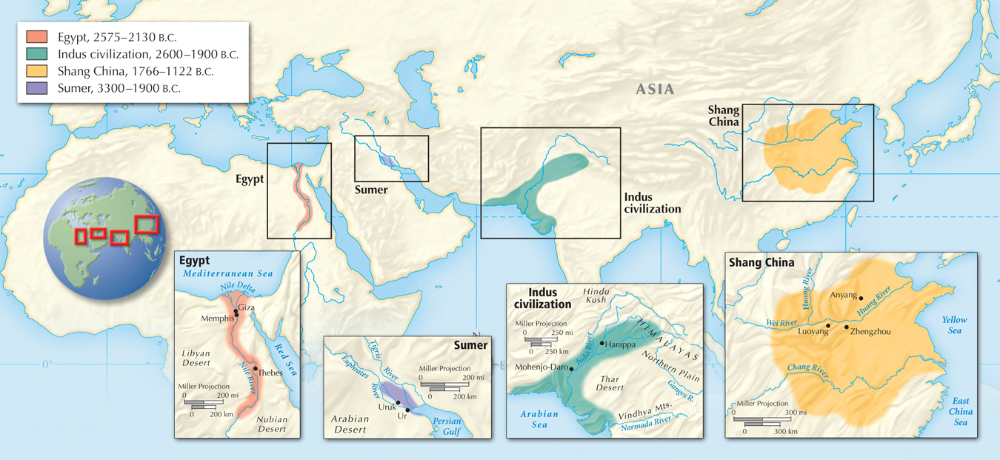 Egypt, 2575–2130 B.C.
Indus civilization, 2600–1900 B.C.
Shang China, 1766–1122 B.C.
Sumer, 3300–1900 B.C.
ASIA
Shang
China
Egypt
Sumer
Indus
civilization
0°
N
E
Egypt
Mediterranean Sea
Nile Delta
Giza
Memphis
Libyan
Desert
Red Sea
Nile River
Thebes
Miller Projection
0 200 mi
0 200 km
Nubian
Desert
Sumer
Tigris River
Euphrates River
Miller Projection
0 200 mi
0 200 km
Uruk
Ur
Arabian
Desert
Persian
Gulf
Indus
civilization
Hindu
Kush
Miller Projection
0 250 mi
0 250 km
HIMALAYAS
Indus River
Harappa
Mohenjo-Daro
Northern Plain
Thar
Desert
Ganges R.
Arabian
Sea
Vindhya Mts.
Narmada River
Shang China
Huang River
Anyang
Huang River
Wei River
Luoyang
Zhengzhou
Yellow
Sea
Chang River
Miller Projection
0 300 mi
0 300 km
East
China
Sea